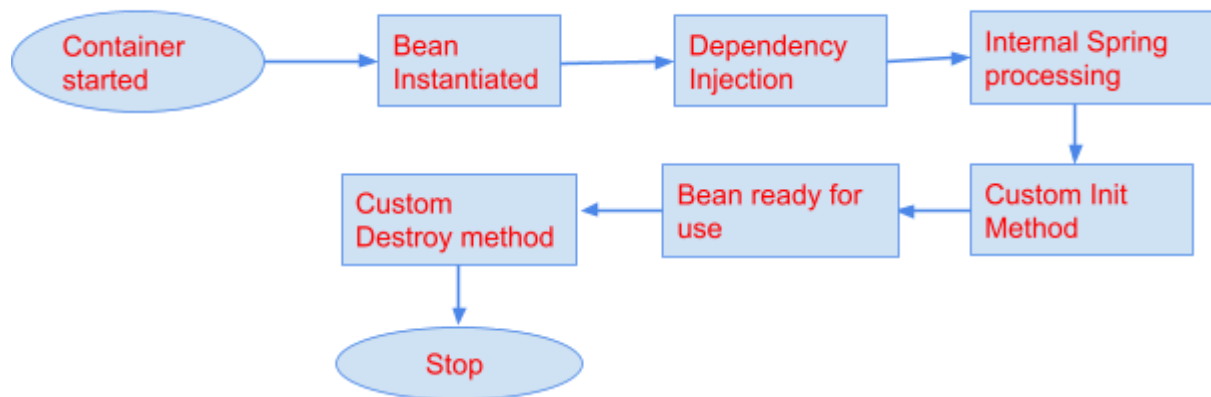 Container
started
Bean
Instantiated
Dependency
Injection
Internal Spring
processing
Custom Init
Method
Bean ready for
use
Custom
Destroy method
Stop